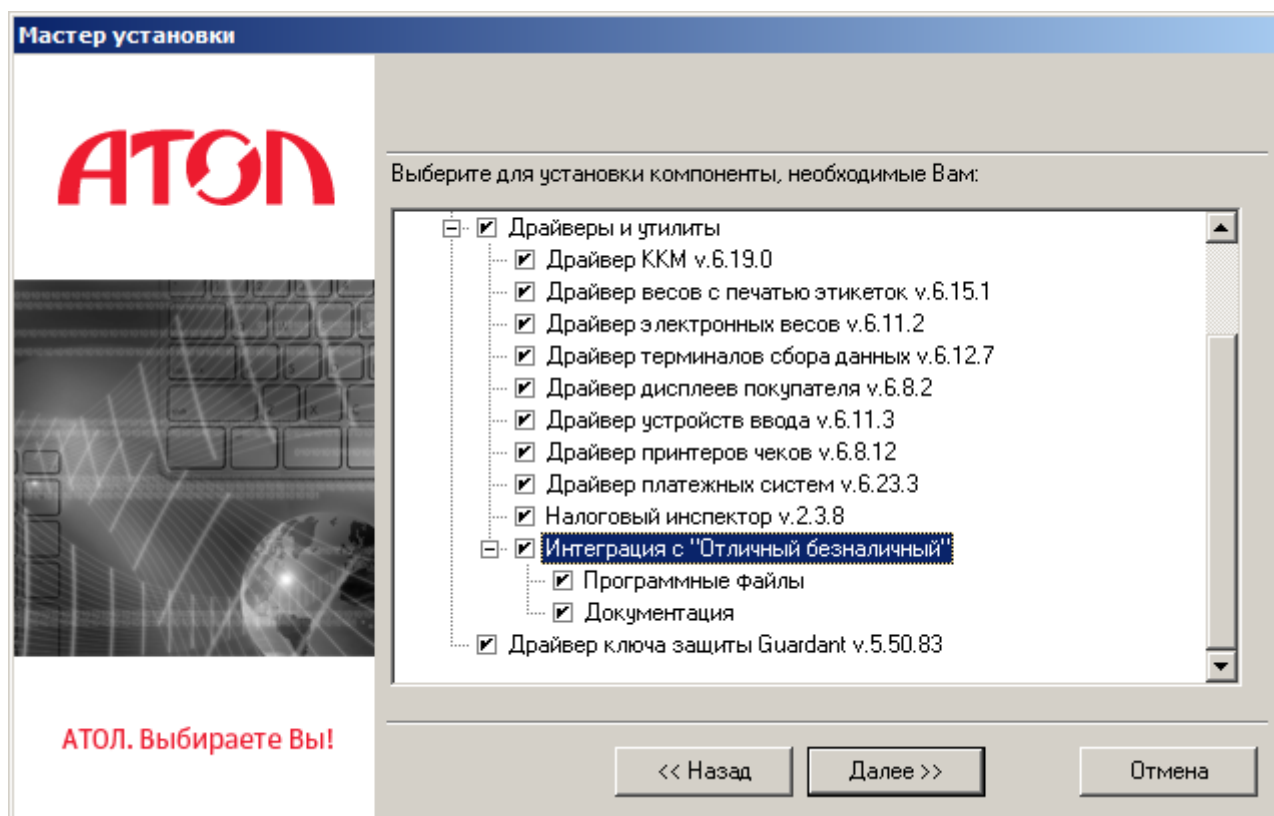 Мастер установки
АТОЛ
Выберите для установки компоненты, необходимые Вам:
Драйверы и утилиты
Драйвер ККМ v.6.19.0
Драйвер весов с печатью этикеток v.6.15.1
Драйвер электронных весов v.6.11.2
Драйвер терминалов сбора данных v.6.12.7
Драйвер дисплеев покупателя v.6.8.2
Драйвер устройств ввода v.6.11.3
Драйвер принтеров чеков v.6.8.12
Драйвер платежных систем v.6.23.3
Налоговый инспектор v.2.3.8
Интеграция с "Отличный безналичный"
Программные файлы
Документация
Драйвер ключа защиты Guardant v.5.50.83
АТОЛ. Выбираете Вы!
<< Назад
Далее >>
Отмена